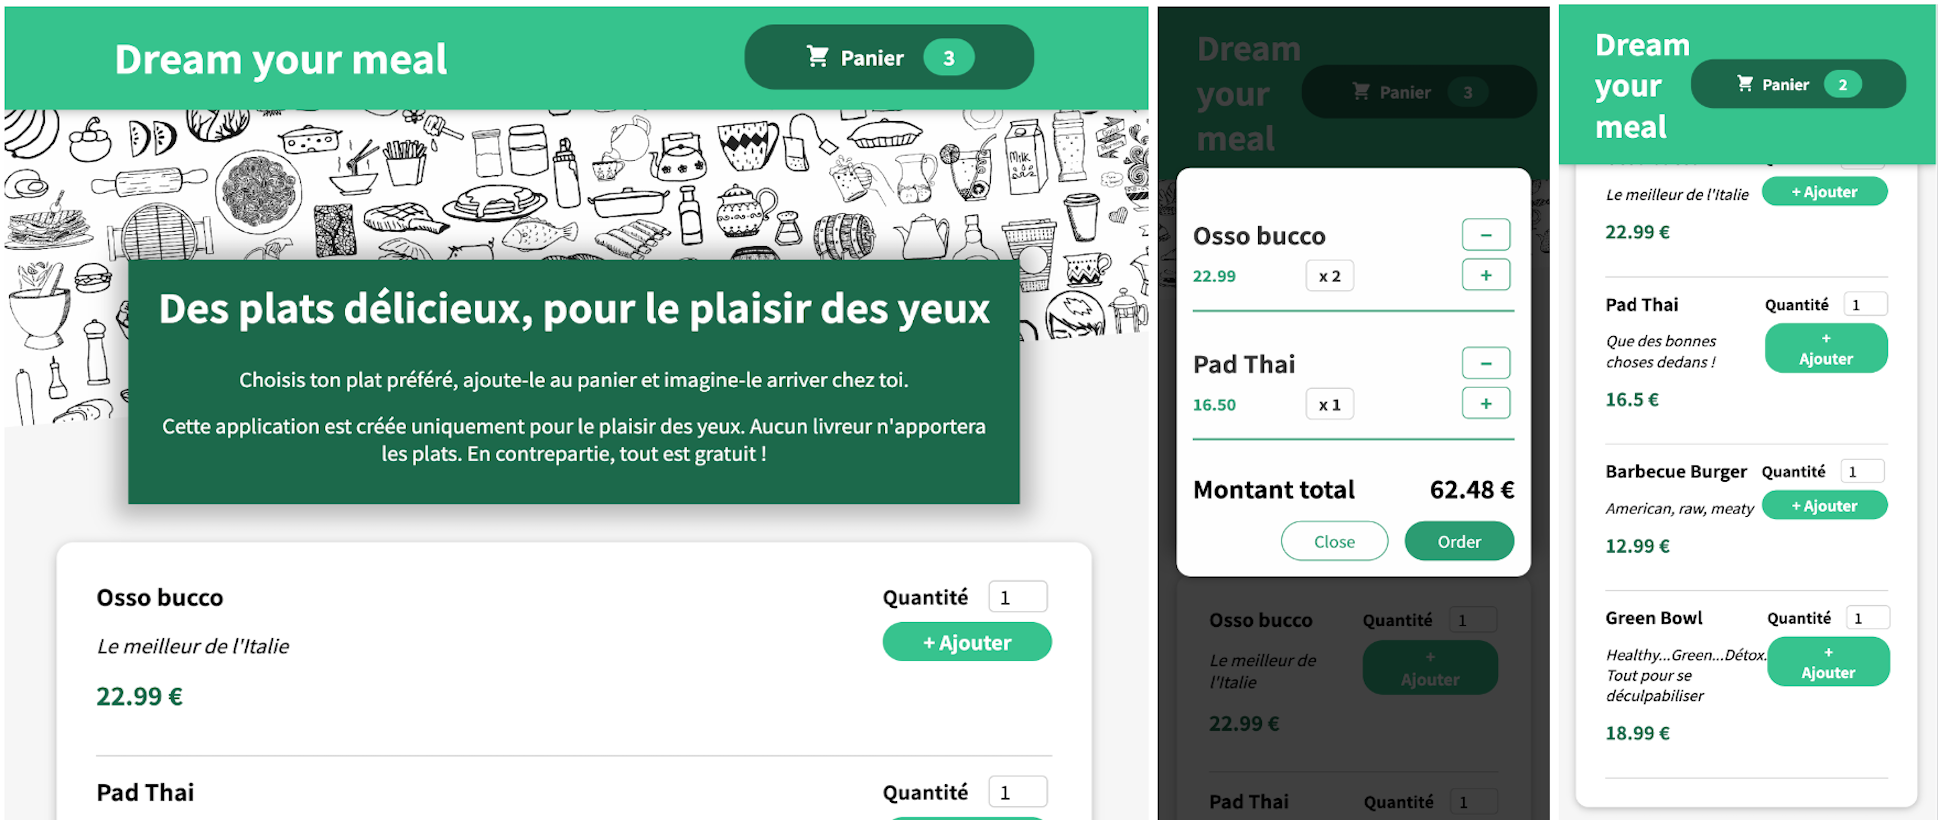 Dream your meal
Panier 3
MILK
Des plats délicieux, pour le plaisir des yeux
Choisis ton plat préféré, ajoute-le au panier et imagine-le arriver chez toi.
Cette application est créée uniquement pour le plaisir des yeux. Aucun livreur n'apportera
les plats. En contrepartie, tout est gratuit !
Osso bucco
Quantité 1
Le meilleur de l'Italie
+ Ajouter
22.99 €
Pad Thai
Quantité 1
Dream
your
meal
Panier 3
Osso bucco
−
22.99
x 2
+
Pad Thai
−
16.50
x 1
+
Montant total 62.48 €
Close
Order
Osso bucco
Quantité 1
Le meilleur de
l'Italie
+
Ajouter
22.99 €
Pad Thai
Quantité 1
Dream
your
meal
Panier 2
Le meilleur de l'Italie
+ Ajouter
22.99 €
Pad Thai
Quantité 1
Que des bonnes
choses dedans !
+
Ajouter
16.5 €
Barbecue Burger
Quantité 1
American, raw, meaty
+ Ajouter
12.99 €
Green Bowl
Quantité 1
Healthy...Green...Détox.
Tout pour se
déculpabiliser
+
Ajouter
18.99 €